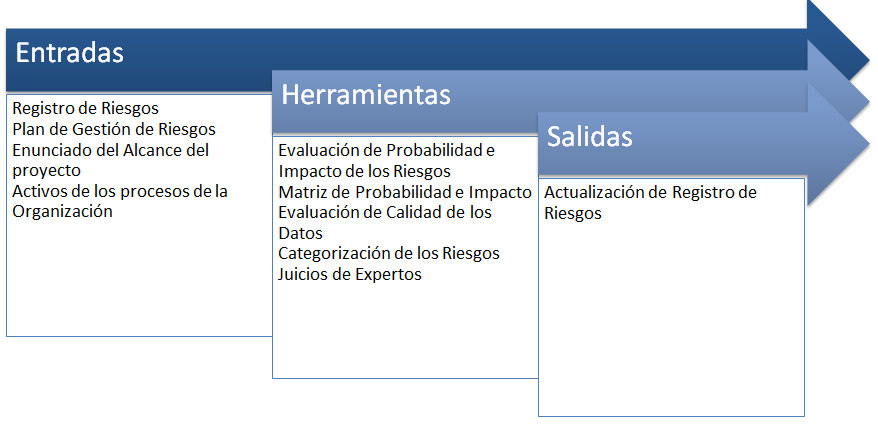 Entradas
Registro de Riesgos
Plan de Gestión de Riesgos
Enunciado del Alcance del
proyecto
Activos de los procesos de la
Organización
Herramientas
Evaluación de Probabilidad e
Impacto de los Riesgos
Matriz de Probabilidad e Impacto
Evaluación de Calidad de los
Datos
Categorización de los Riesgos
Juicios de Expertos
Salidas
Actualización de Registro de
Riesgos